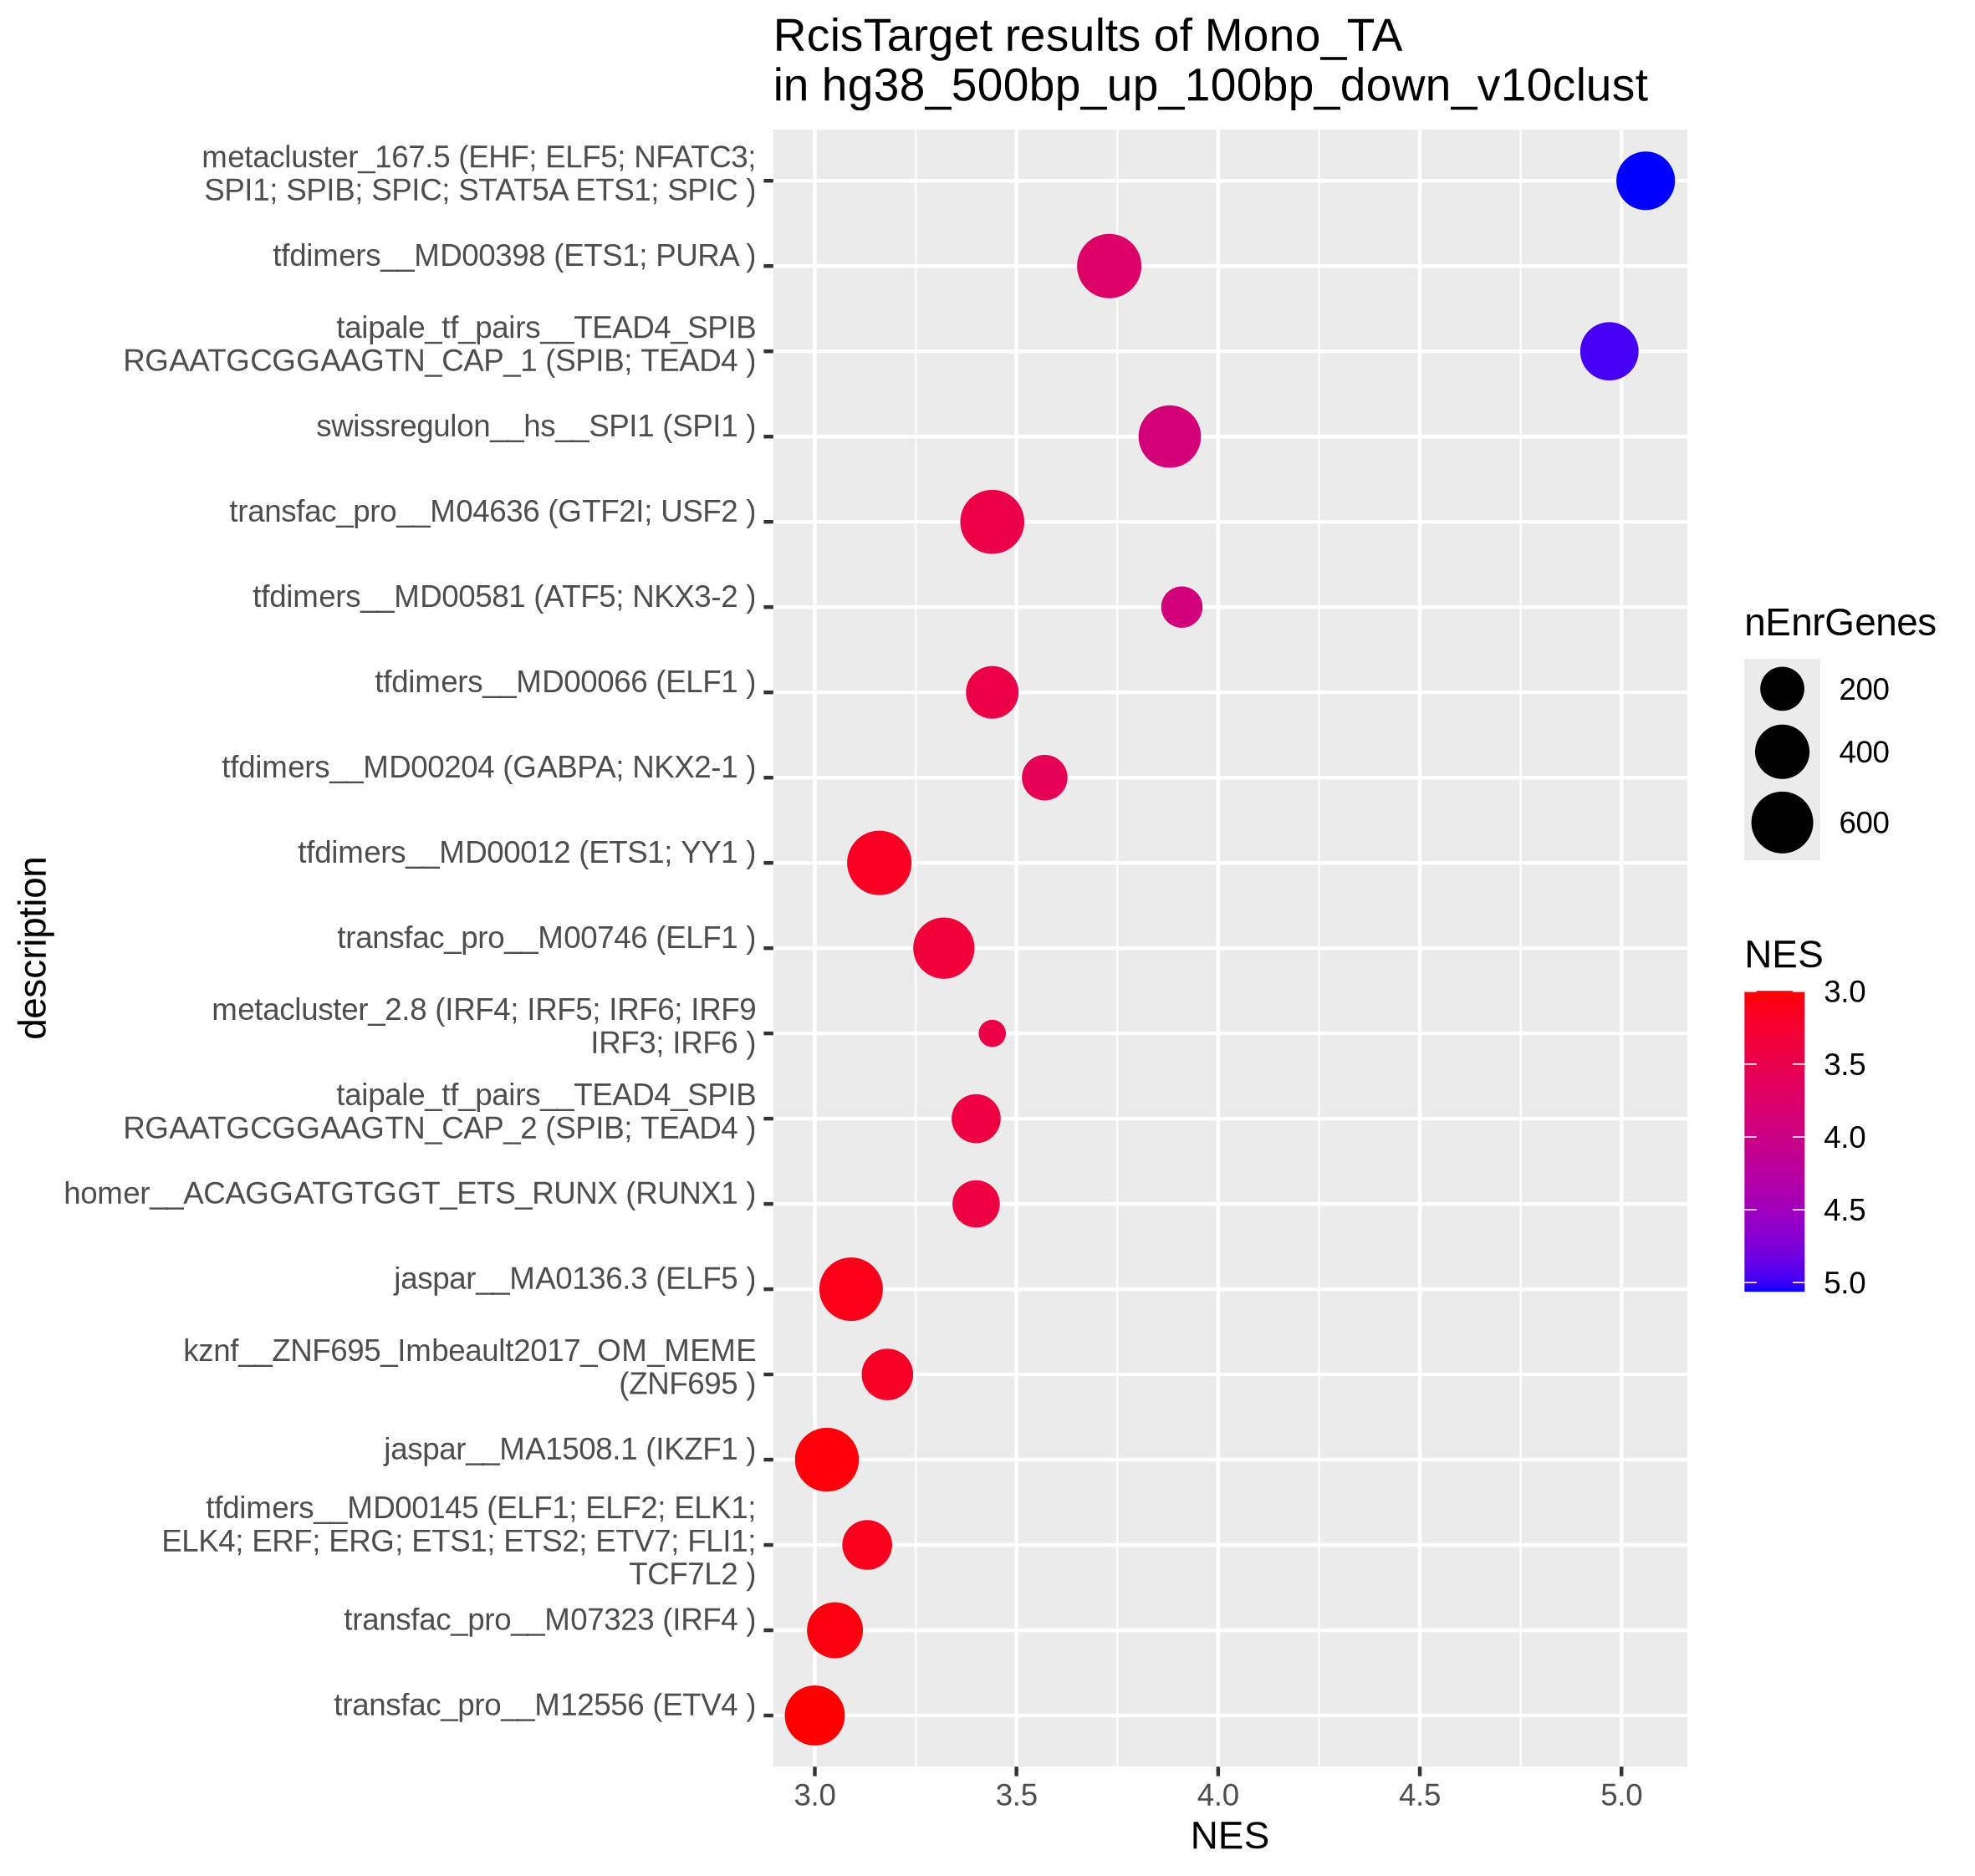 RcisTarget results of Mono_TA
in hg38_500bp_up_100bp_down_v10clust
description
metacluster_167.5 (EHF; ELF5; NFATC3;
SPI1; SPIB; SPIC; STAT5A ETS1; SPIC )
tfdimers__MD00398 (ETS1; PURA )
taipale_tf_pairs__TEAD4_SPIB
RGAATGCGGAAGTN_CAP_1 (SPIB; TEAD4 )
swissregulon__hs__SPI1 (SPI1 )
transfac_pro__M04636 (GTF2I; USF2 )
tfdimers__MD00581 (ATF5; NKX3-2 )
tfdimers__MD00066 (ELF1 )
tfdimers__MD00204 (GABPA; NKX2-1 )
tfdimers__MD00012 (ETS1; YY1 )
transfac_pro__M00746 (ELF1 )
metacluster_2.8 (IRF4; IRF5; IRF6; IRF9
IRF3; IRF6 )
taipale_tf_pairs__TEAD4_SPIB
RGAATGCGGAAGTN_CAP_2 (SPIB; TEAD4 )
homer__ACAGGATGTGGT_ETS_RUNX (RUNX1 )
jaspar__MA0136.3 (ELF5 )
kznf__ZNF695_Imbeault2017_OM_MEME
(ZNF695 )
jaspar__MA1508.1 (IKZF1 )
tfdimers__MD00145 (ELF1; ELF2; ELK1;
ELK4; ERF; ERG; ETS1; ETS2; ETV7; FLI1;
TCF7L2 )
transfac_pro__M07323 (IRF4 )
transfac_pro__M12556 (ETV4 )
3.0 3.5 4.0 4.5 5.0
NES
nEnrGenes
200
400
600
NES
3.0
3.5
4.0
4.5
5.0